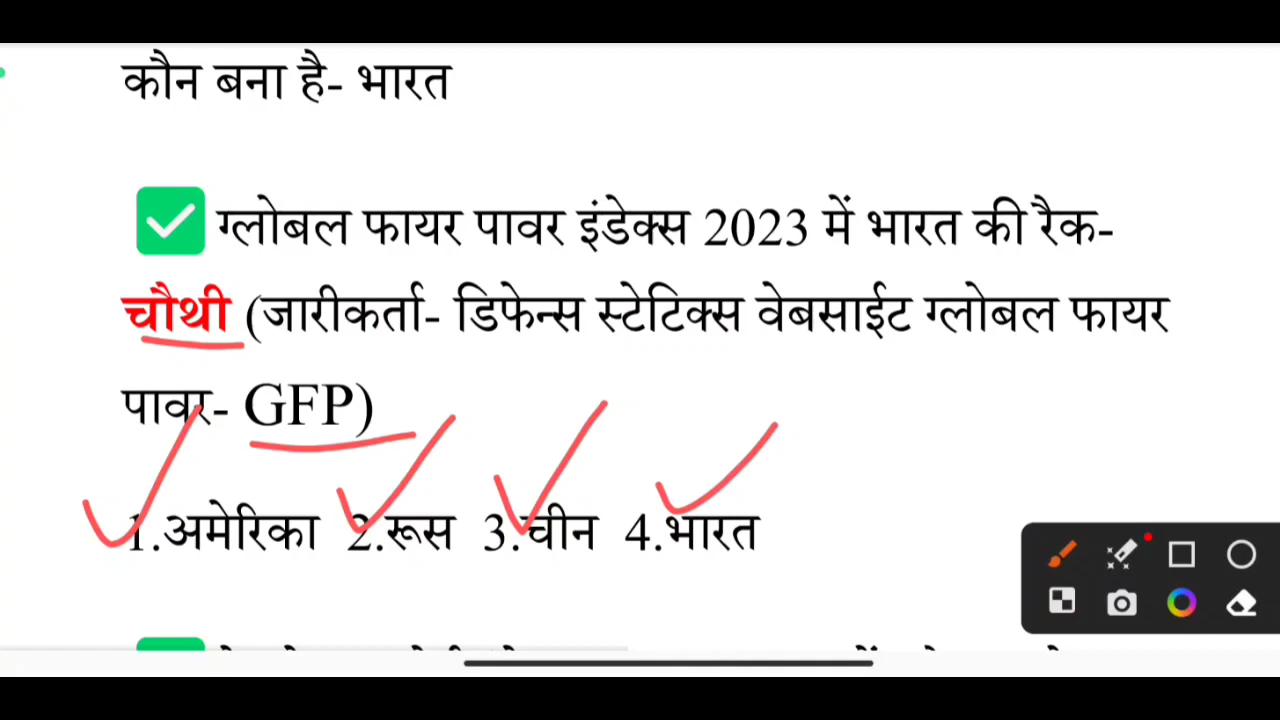 कौन बना है- भारत
ग्लोबल फायर पावर इंडेक्स 2023 में भारत की रैक-
चौथी (जारीकर्ता- डिफेन्स स्टेटिक्स वेबसाईट ग्लोबल फायर
पावर- GFP)
1.अमेरिका 2.रूस 3.चीन 4.भारत